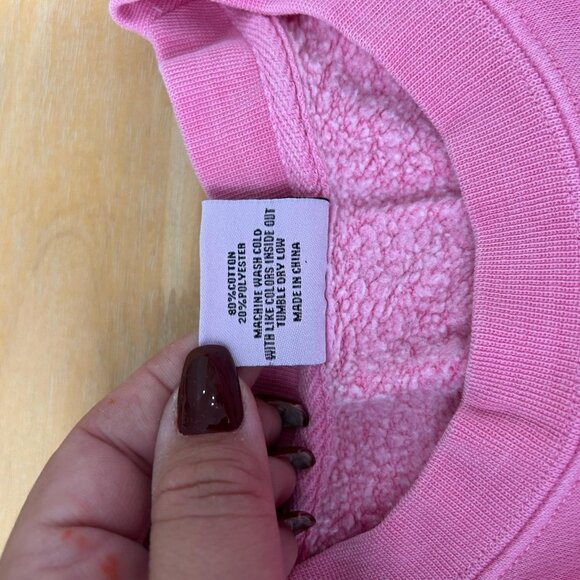 80%COTTON
20%POLYESTER
MACHINE WASH COLD
WITH LIKE COLORS INSIDE OUT
TUMBLE DRY LOW
MADE IN CHINA